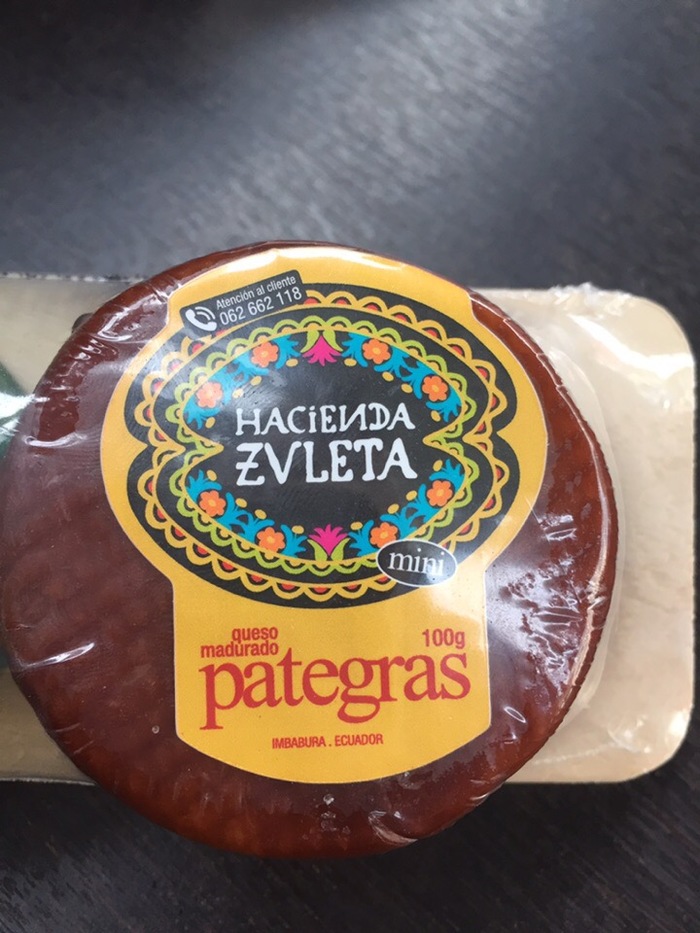 Atención al cliente
062 662 118
HACiENDA
ZVLETA
mini
queso
madurado
100g
pategras
IMBABURA . ECUADOR